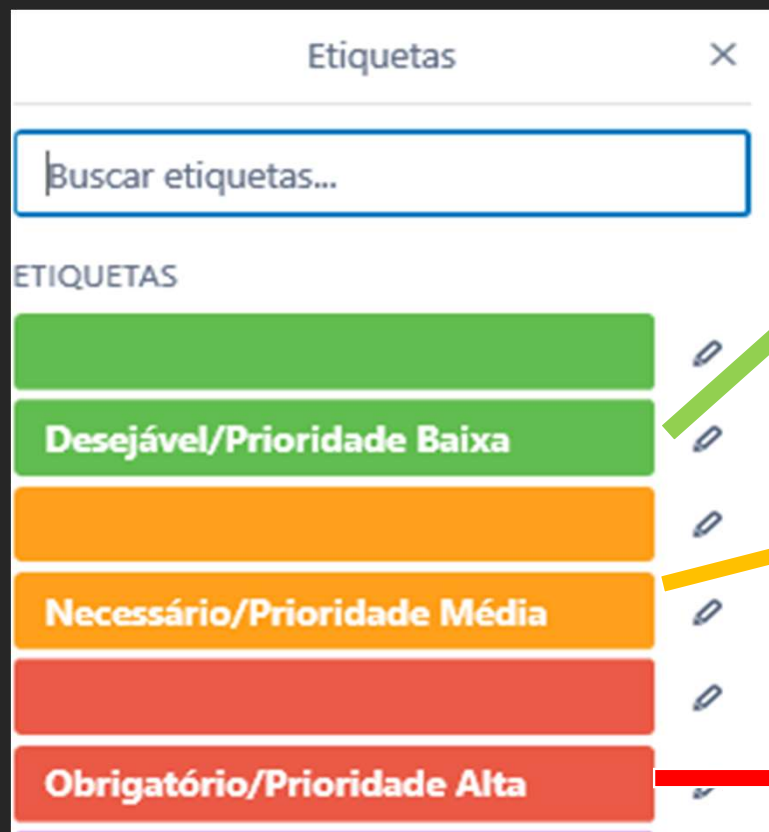 Etiquetas
Buscar etiquetas...
ETIQUETAS
Desejável/Prioridade Baixa
Necessário/Prioridade Média
Obrigatório/Prioridade Alta